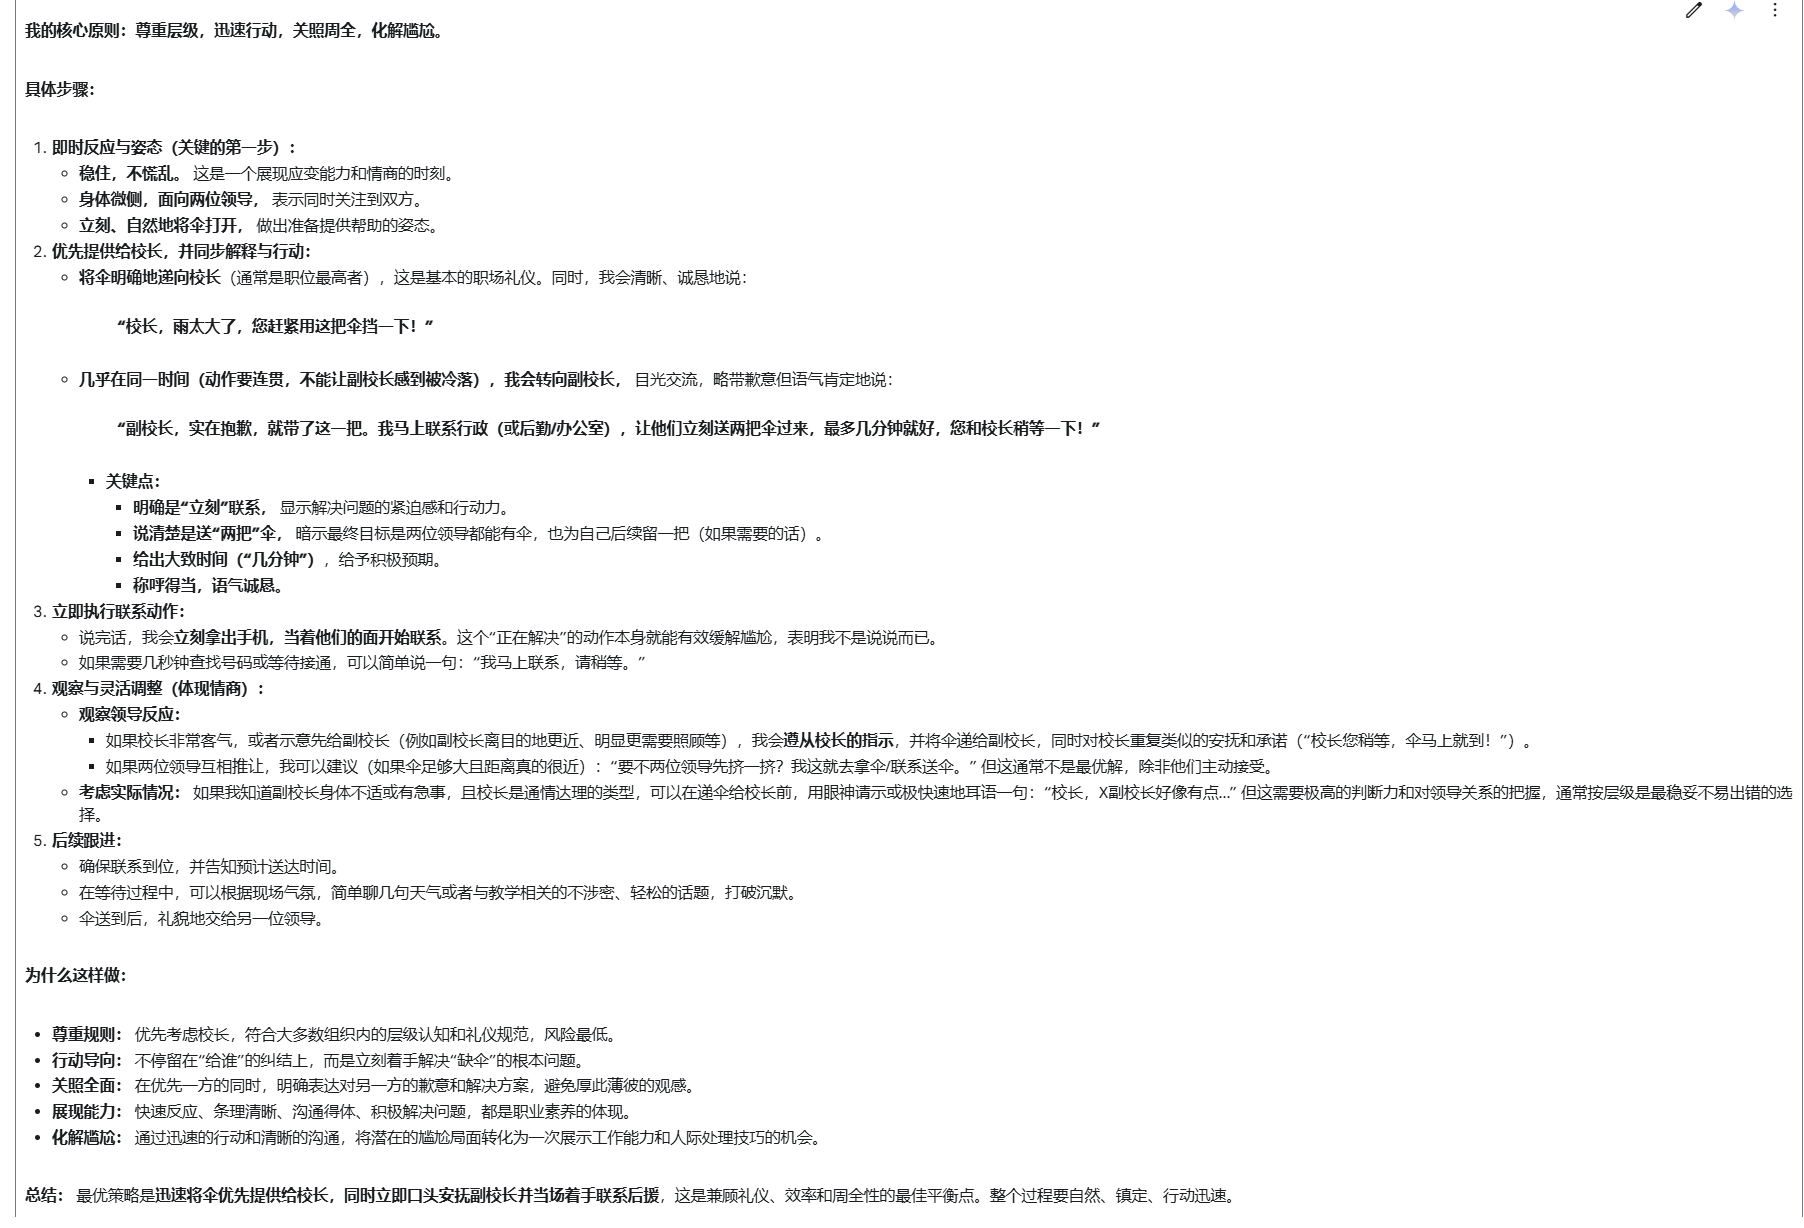 我的核心原则：尊重层级，迅速行动，关照周全，化解尴尬。
具体步骤：
1. 即时反应与姿态（关键的第一步）：
稳住，不慌乱。 这是一个展现应变能力和情商的时刻。
身体微侧，面向两位领导， 表示同时关注到双方。
立刻、自然地将伞打开， 做出准备提供帮助的姿态。
2. 优先提供给校长，并同步解释与行动：
将伞明确地递向校长（通常是职位最高者），这是基本的职场礼仪。同时，我会清晰、诚恳地说：
“校长，雨太大了，您赶紧用这把伞挡一下！”
几乎在同一时间（动作要连贯，不能让副校长感到被冷落），我会转向副校长， 目光交流，略带歉意但语气肯定地说：
“副校长，实在抱歉，就带了这一把。我马上联系行政（或后勤/办公室），让他们立刻送两把伞过来，最多几分钟就好，您和校长稍等一下！”
关键点：
明确是“立刻”联系， 显示解决问题的紧迫感和行动力。
说清楚是送“两把”伞， 暗示最终目标是两位领导都能有伞，也为自己后续留一把（如果需要的话）。
给出大致时间（“几分钟”），给予积极预期。
称呼得当，语气诚恳。
3. 立即执行联系动作：
说完话，我会立刻拿出手机，当着他们的面开始联系。这个“正在解决”的动作本身就能有效缓解尴尬，表明我不是说说而已。
如果需要几秒钟查找号码或等待接通，可以简单说一句：“我马上联系，请稍等。”
4. 观察与灵活调整（体现情商）：
观察领导反应：
如果校长非常客气，或者示意先给副校长（例如副校长离目的地更近、明显更需要照顾等），我会遵从校长的指示，并将伞递给副校长，同时对校长重复类似的安抚和承诺（“校长您稍等，伞马上就到！”）。
如果两位领导互相推让，我可以建议（如果伞足够大且距离真的很近）：“要不两位领导先挤一挤？我这就去拿伞/联系送伞。” 但这通常不是最优解，除非他们主动接受。
考虑实际情况： 如果我知道副校长身体不适或有急事，且校长是通情达理的类型，可以在递伞给校长前，用眼神请示或极快速地耳语一句：“校长，X副校长好像有点...” 但这需要极高的判断力和对领导关系的把握，通常按层级是最稳妥不易出错的选
择。
5. 后续跟进：
确保联系到位，并告知预计送达时间。
在等待过程中，可以根据现场气氛，简单聊几句天气或者与教学相关的不涉密、轻松的话题，打破沉默。
伞送到后，礼貌地交给另一位领导。
为什么这样做：
尊重规则： 优先考虑校长，符合大多数组织内的层级认知和礼仪规范，风险最低。
行动导向： 不停留在“给谁”的纠结上，而是立刻着手解决“缺伞”的根本问题。
关照全面： 在优先一方的同时，明确表达对另一方的歉意和解决方案，避免厚此薄彼的观感。
展现能力： 快速反应、条理清晰、沟通得体、积极解决问题，都是职业素养的体现。
化解尴尬： 通过迅速的行动和清晰的沟通，将潜在的尴尬局面转化为一次展示工作能力和人际处理技巧的机会。
总结： 最优策略是迅速将伞优先提供给校长，同时立即口头安抚副校长并当场着手联系后援，这是兼顾礼仪、效率和周全性的最佳平衡点。整个过程要自然、镇定、行动迅速。